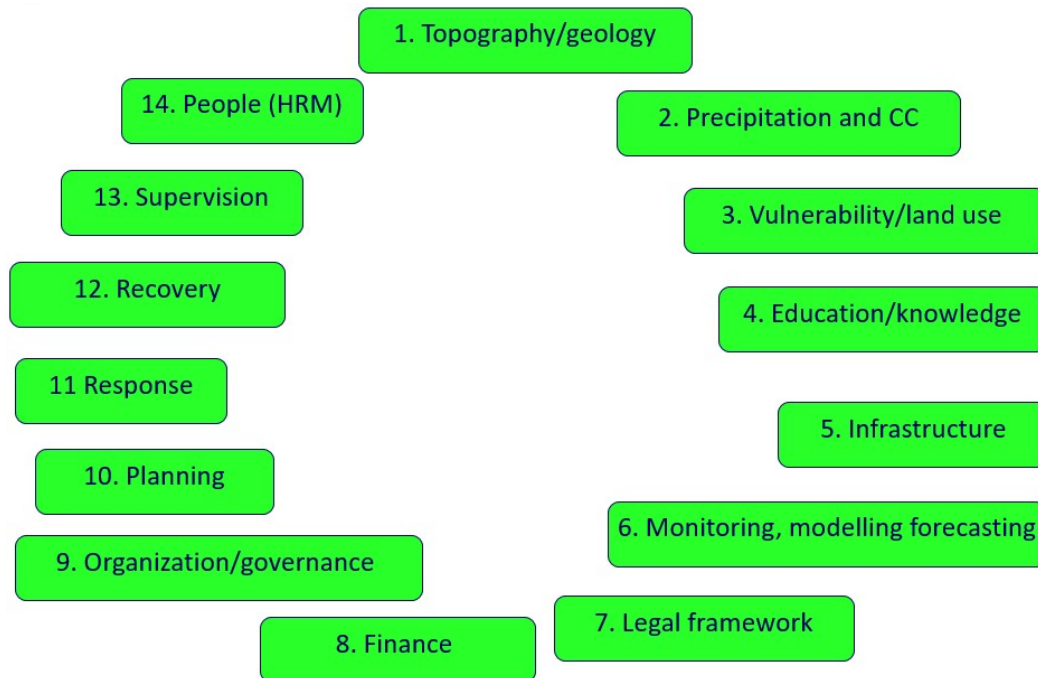 1. Topography/geology
2. Precipitation and CC
3. Vulnerability/land use
4. Education/knowledge
5. Infrastructure
6. Monitoring, modelling forecasting
7. Legal framework
8. Finance
9. Organization/governance
10. Planning
11 Response
12. Recovery
13. Supervision
14. People (HRM)